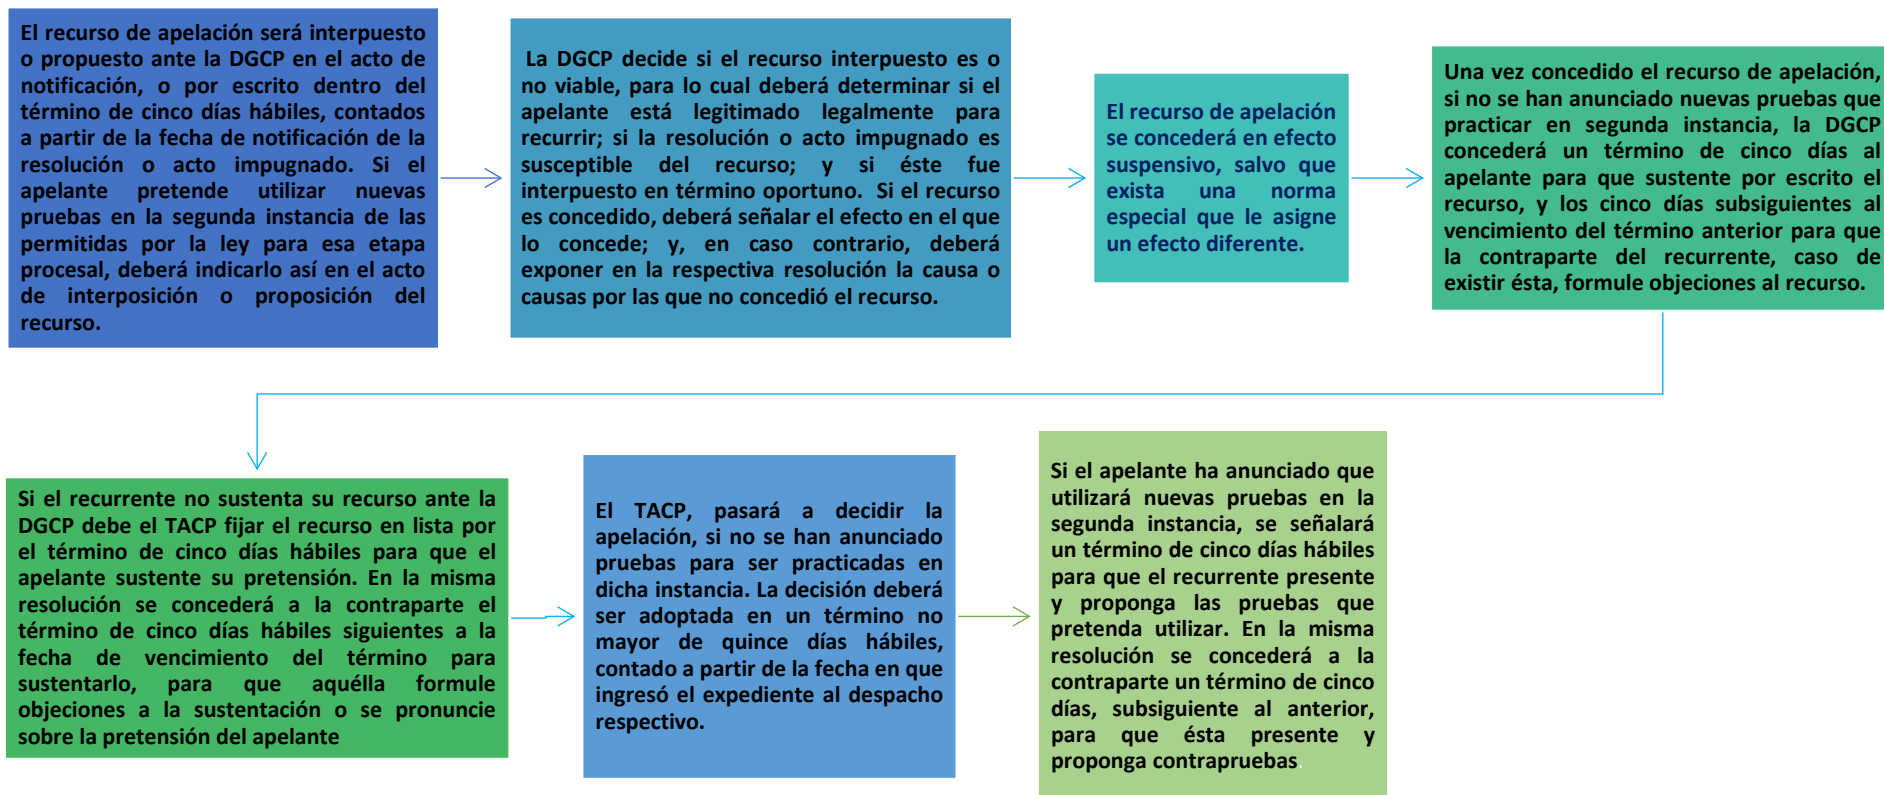 El recurso de apelación será interpuesto
o propuesto ante la DGCP en el acto de
notificación, o por escrito dentro del
término de cinco días hábiles, contados
a partir de la fecha de notificación de la
resolución o acto impugnado. Si el
apelante pretende utilizar nuevas
pruebas en la segunda instancia de las
permitidas por la ley para esa etapa
procesal, deberá indicarlo así en el acto
de interposición o proposición del
recurso.
La DGCP decide si el recurso interpuesto es o
no viable, para lo cual deberá determinar si el
apelante está legitimado legalmente para
recurrir; si la resolución o acto impugnado es
susceptible del recurso; y si éste fue
interpuesto en término oportuno. Si el recurso
es concedido, deberá señalar el efecto en el que
lo concede; y, en caso contrario, deberá
exponer en la respectiva resolución la causa o
causas por las que no concedió el recurso.
El recurso de apelación
se concederá en efecto
suspensivo, salvo que
exista una norma
especial que le asigne
un efecto diferente.
Una vez concedido el recurso de apelación,
si no se han anunciado nuevas pruebas que
practicar en segunda instancia, la DGCP
concederá un término de cinco días al
apelante para que sustente por escrito el
recurso, y los cinco días subsiguientes al
vencimiento del término anterior para que
la contraparte del recurrente, caso de
existir ésta, formule objeciones al recurso.
Si el recurrente no sustenta su recurso ante la
DGCP debe el TACP fijar el recurso en lista por
el término de cinco días hábiles para que el
apelante sustente su pretensión. En la misma
resolución se concederá a la contraparte el
término de cinco días hábiles siguientes a la
fecha de vencimiento del término para
sustentarlo, para que aquélla formule
objeciones a la sustentación o se pronuncie
sobre la pretensión del apelante
El TACP, pasará a decidir la
apelación, si no se han anunciado
pruebas para ser practicadas en
dicha instancia. La decisión deberá
ser adoptada en un término no
mayor de quince días hábiles,
contado a partir de la fecha en que
ingresó el expediente al despacho
respectivo.
Si el apelante ha anunciado que
utilizará nuevas pruebas en la
segunda instancia, se señalará
un término de cinco días hábiles
para que el recurrente presente
y proponga las pruebas que
pretenda utilizar. En la misma
resolución se concederá a la
contraparte un término de cinco
días, subsiguiente al anterior,
para que ésta presente y
proponga contrapruebas.